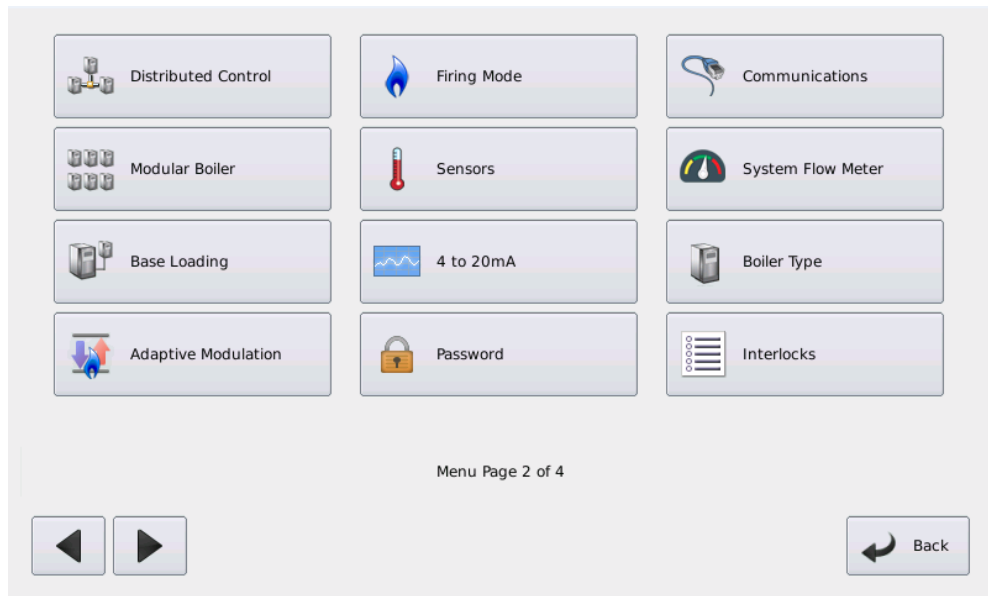 Distributed Control
Firing Mode
Communications
Modular Boiler
Sensors
System Flow Meter
Base Loading
4 to 20mA
Boiler Type
Adaptive Modulation
Password
Interlocks
Menu Page 2 of 4
Back